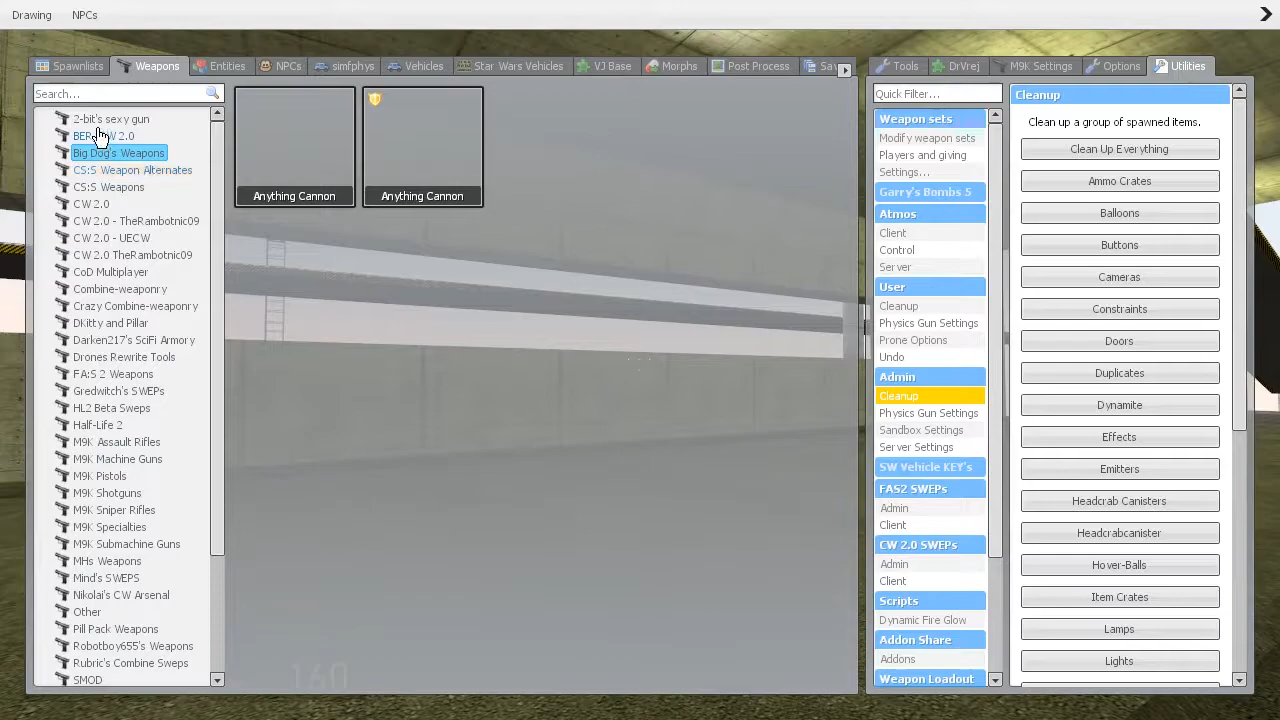 Drawing NPCs
Spawnlists Weapons Entities NPCs simfphys Vehicles Star Wars Vehicles VJ Base Morphs Post Process
Tools DrVrej M9K Settings Options Utilities
Search...
2-bit's sexy gun
Big Dog's Weapons
CS:S Weapon Alternates
CS:S Weapons
CW 2.0
CW 2.0 - TheRambotnic09
CW 2.0 - UECW
CW 2.0 TheRambotnic09
CoD Multiplayer
Combine-weaponry
Crazy Combine-weaponry
DKitty and Pillar
Darken217's SciFi Armory
Drones Rewrite Tools
FA:S 2 Weapons
Gredwitch's SWEPs
HL2 Beta Sweps
Half-Life 2
M9K Assault Rifles
M9K Machine Guns
M9K Pistols
M9K Shotguns
M9K Sniper Rifles
M9K Specialties
M9K Submachine Guns
MHs Weapons
Mind's SWEPS
Nikolai's CW Arsenal
Other
Pill Pack Weapons
Robotboy655's Weapons
Rubric's Combine Sweps
SMOD
Anything Cannon
Anything Cannon
160
Quick Filter...
Weapon sets
Modify weapon sets
Players and giving
Settings...
Garry's Bombs 5
Atmos
Client
Control
Server
User
Cleanup
Physics Gun Settings
Prone Options
Undo
Admin
Cleanup
Physics Gun Settings
Sandbox Settings
Server Settings
SW Vehicle KEY's
FAS2 SWEPs
Admin
Client
CW 2.0 SWEPs
Admin
Client
Scripts
Dynamic Fire Glow
Addon Share
Addons
Weapon Loadout
Cleanup
Clean up a group of spawned items.
Clean Up Everything
Ammo Crates
Balloons
Buttons
Cameras
Constraints
Doors
Duplicates
Dynamite
Effects
Emitters
Headcrab Canisters
Headcrabcanister
Hover-Balls
Item Crates
Lamps
Lights